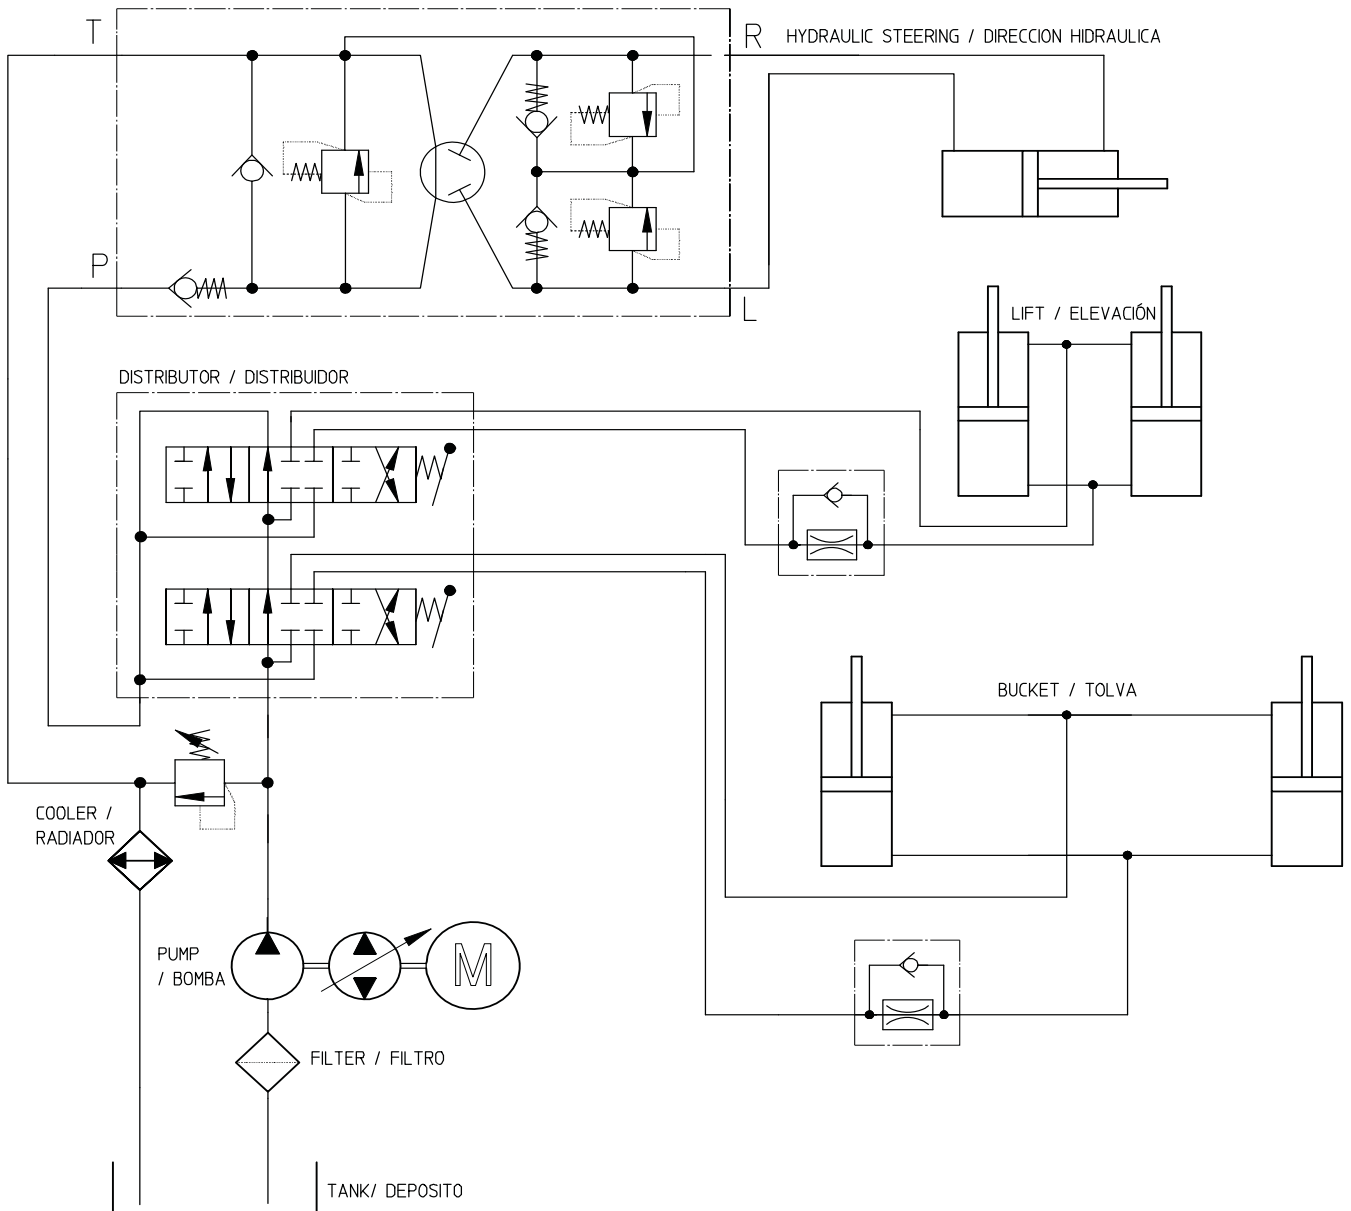 T
R
HYDRAULIC STEERING / DIRECCION HIDRAULICA
P
L
LIFT / ELEVACIÓN
DISTRIBUTOR / DISTRIBUIDOR
BUCKET / TOLVA
COOLER /
RADIADOR
PUMP
/ BOMBA
M
FILTER / FILTRO
TANK/ DEPOSITO